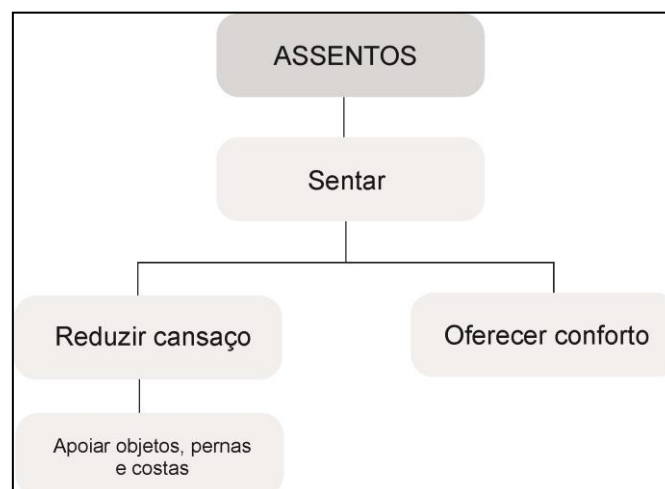 ASSENTOS
Sentar
Reduzir cansaço
Oferecer conforto
Apoiar objetos, pernas
e costas